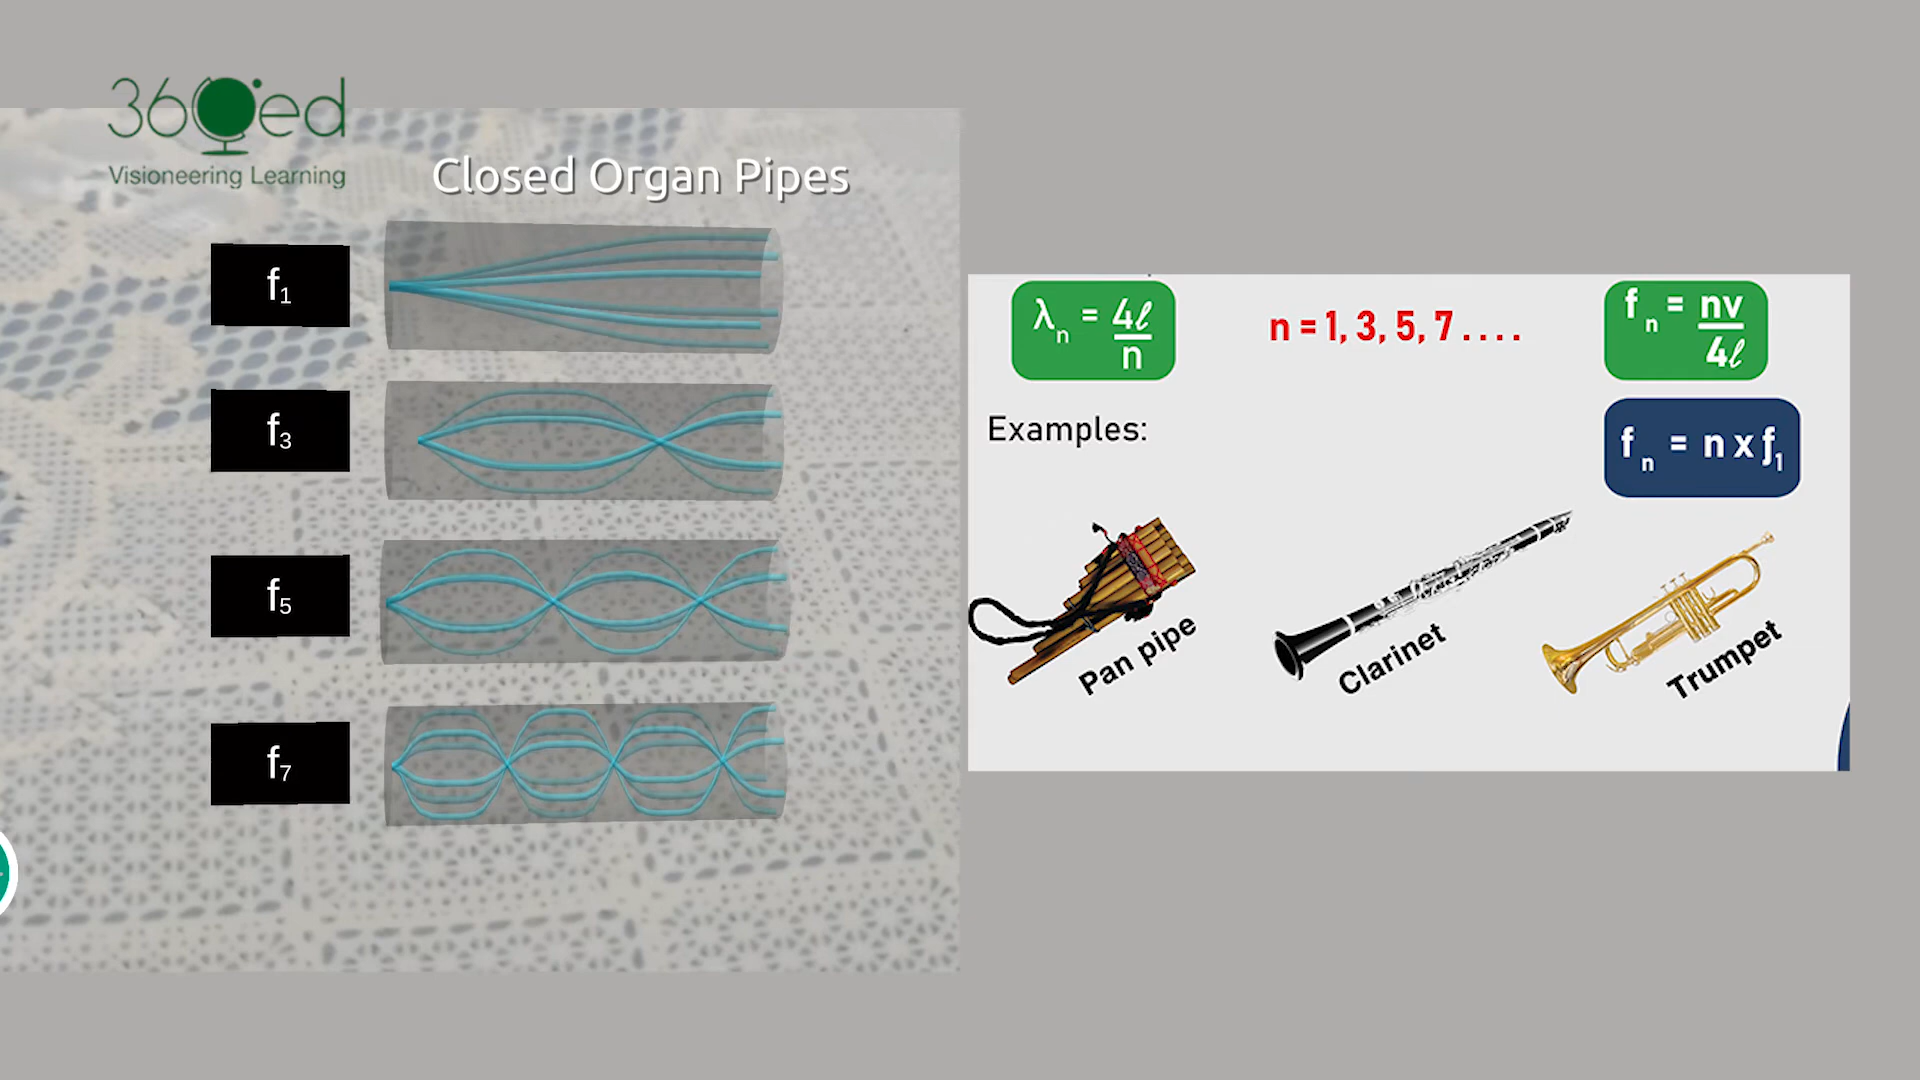 360ed
Visioneering Learning
Closed Organ Pipes
f₁
f₃
f₅
f₇
λₙ = 4ℓ/n
n = 1, 3, 5, 7 . . . .
fₙ = nv/4ℓ
fₙ = n x f₁
Examples:
Pan pipe
Clarinet
Trumpet